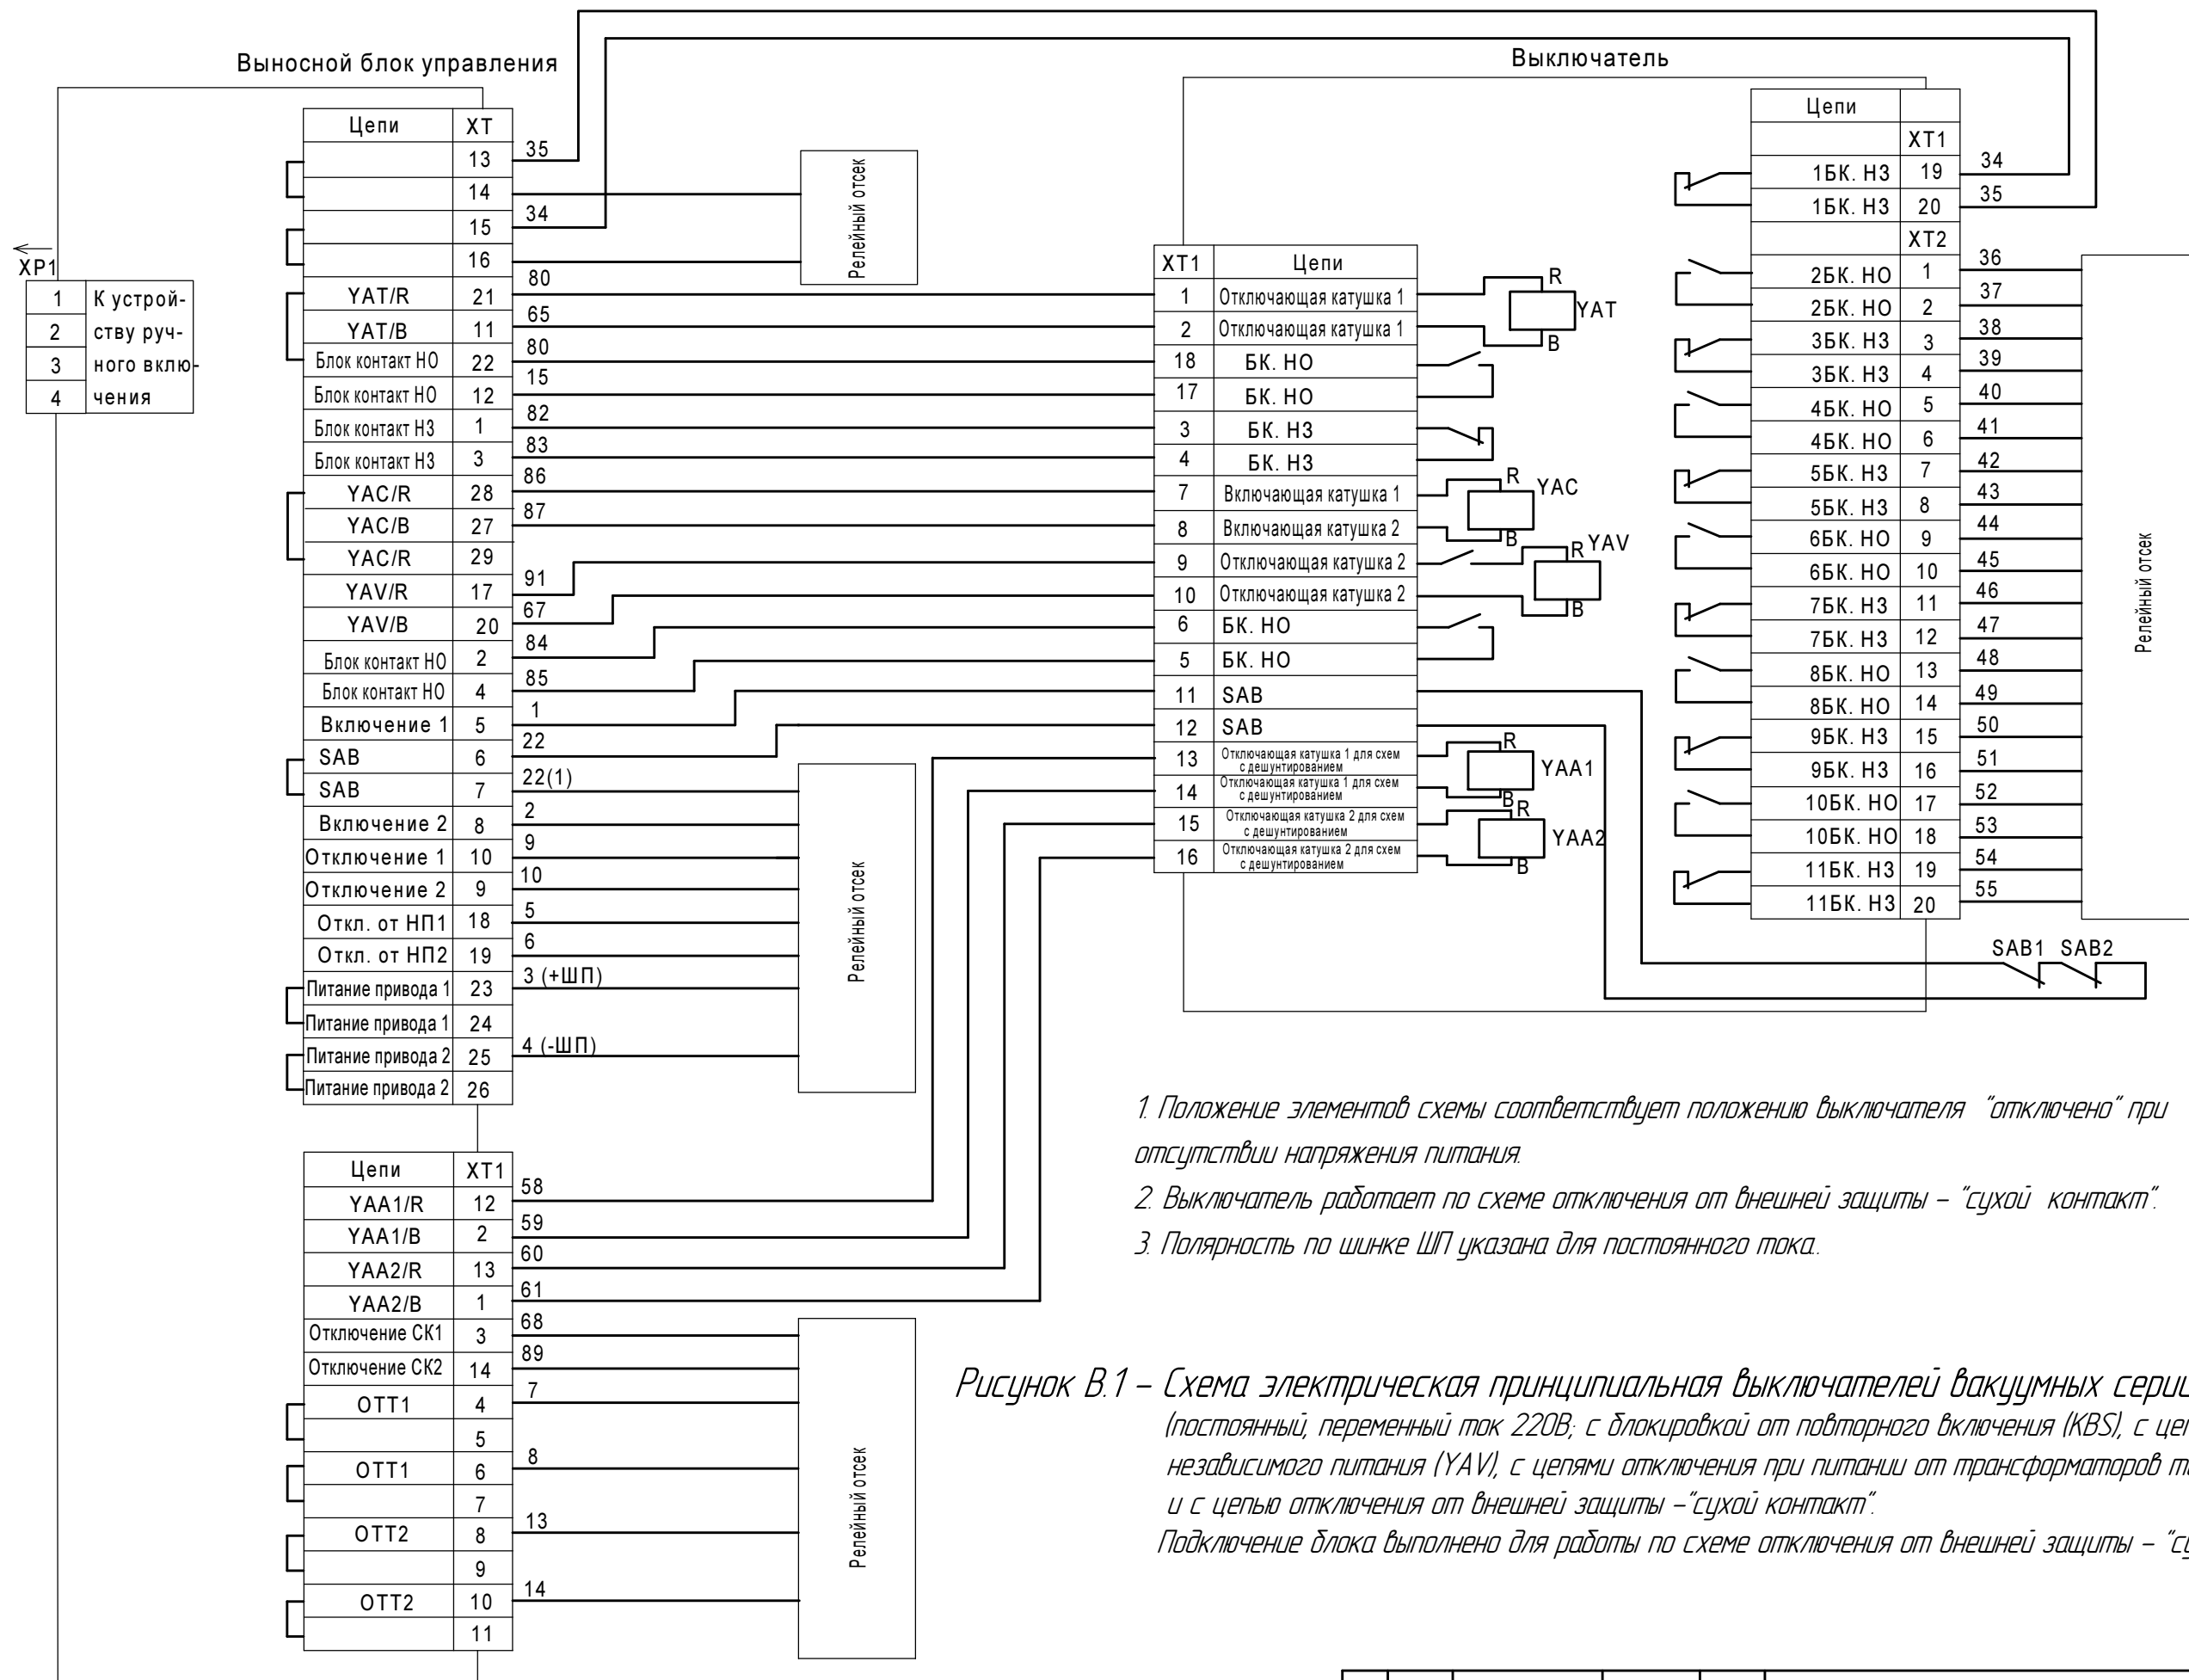 Выносной блок управления
Выключатель
Цепи XT
13 35
14
15 34
16
YAT/R 21 80
YAT/B 11 65
Блок контакт НО 22 80
Блок контакт НО 12 15
Блок контакт НЗ 1 82
Блок контакт НЗ 3 83
YAC/R 28 86
YAC/B 27 87
YAC/R 29
YAV/R 17 91
YAV/B 20 67
Блок контакт НО 2 84
Блок контакт НО 4 85
Включение 1 5 1
SAB 6 22
SAB 7 22(1)
Включение 2 8 2
Отключение 1 10 9
Отключение 2 9 10
Откл. от НП1 18 5
Откл. от НП2 19 6
Питание привода 1 23 3 (+ШП)
Питание привода 1 24
Питание привода 2 25 4 (-ШП)
Питание привода 2 26
Релейный отсек
Релейный отсек
XP1
1 К устрой-
2 ству руч-
3 ного вклю-
4 чения
Цепи XT1
YAA1/R 12 58
YAA1/B 2 59
YAA2/R 13 60
YAA2/B 1 61
Отключение СК1 3 68
Отключение СК2 14 89
ОТТ1 4 7
5
ОТТ1 6 8
7
ОТТ2 8 13
9
ОТТ2 10 14
11
Релейный отсек
XT1 Цепи
1 Отключающая катушка 1
2 Отключающая катушка 1
R YAT B
18 БК. НО
17 БК. НО
3 БК. НЗ
4 БК. НЗ
7 Включающая катушка 1
8 Включающая катушка 2
R YAC B
9 Отключающая катушка 2
10 Отключающая катушка 2
R YAV B
6 БК. НО
5 БК. НО
11 SAB
12 SAB
13 Отключающая катушка 1 для схем
с дешунтированием
14 Отключающая катушка 1 для схем
с дешунтированием
R YAA1 B
15 Отключающая катушка 2 для схем
с дешунтированием
16 Отключающая катушка 2 для схем
с дешунтированием
R YAA2 B
Цепи
XT1
1БК. НЗ 19 34
1БК. НЗ 20 35
XT2
2БК. НО 1 36
2БК. НО 2 37
3БК. НЗ 3 38
3БК. НЗ 4 39
4БК. НО 5 40
4БК. НО 6 41
5БК. НЗ 7 42
5БК. НЗ 8 43
6БК. НО 9 44
6БК. НО 10 45
7БК. НЗ 11 46
7БК. НЗ 12 47
8БК. НО 13 48
8БК. НО 14 49
9БК. НЗ 15 50
9БК. НЗ 16 51
10БК. НО 17 52
10БК. НО 18 53
11БК. НЗ 19 54
11БК. НЗ 20 55
Релейный отсек
SAB1 SAB2
1. Положение элементов схемы соответствует положению выключателя "отключено" при
отсутствии напряжения питания.
2. Выключатель работает по схеме отключения от внешней защиты – "сухой контакт".
3. Полярность по шинке ШП указана для постоянного тока.
Рисунок В.1 – Схема электрическая принципиальная выключателей вакуумных серии
(постоянный, переменный ток 220В; с блокировкой от повторного включения (KBS), с
независимого питания (YAV), с цепями отключения при питании от трансформаторов
и с цепью отключения от внешней защиты –"сухой контакт".
Подключение блока выполнено для работы по схеме отключения от внешней защиты –